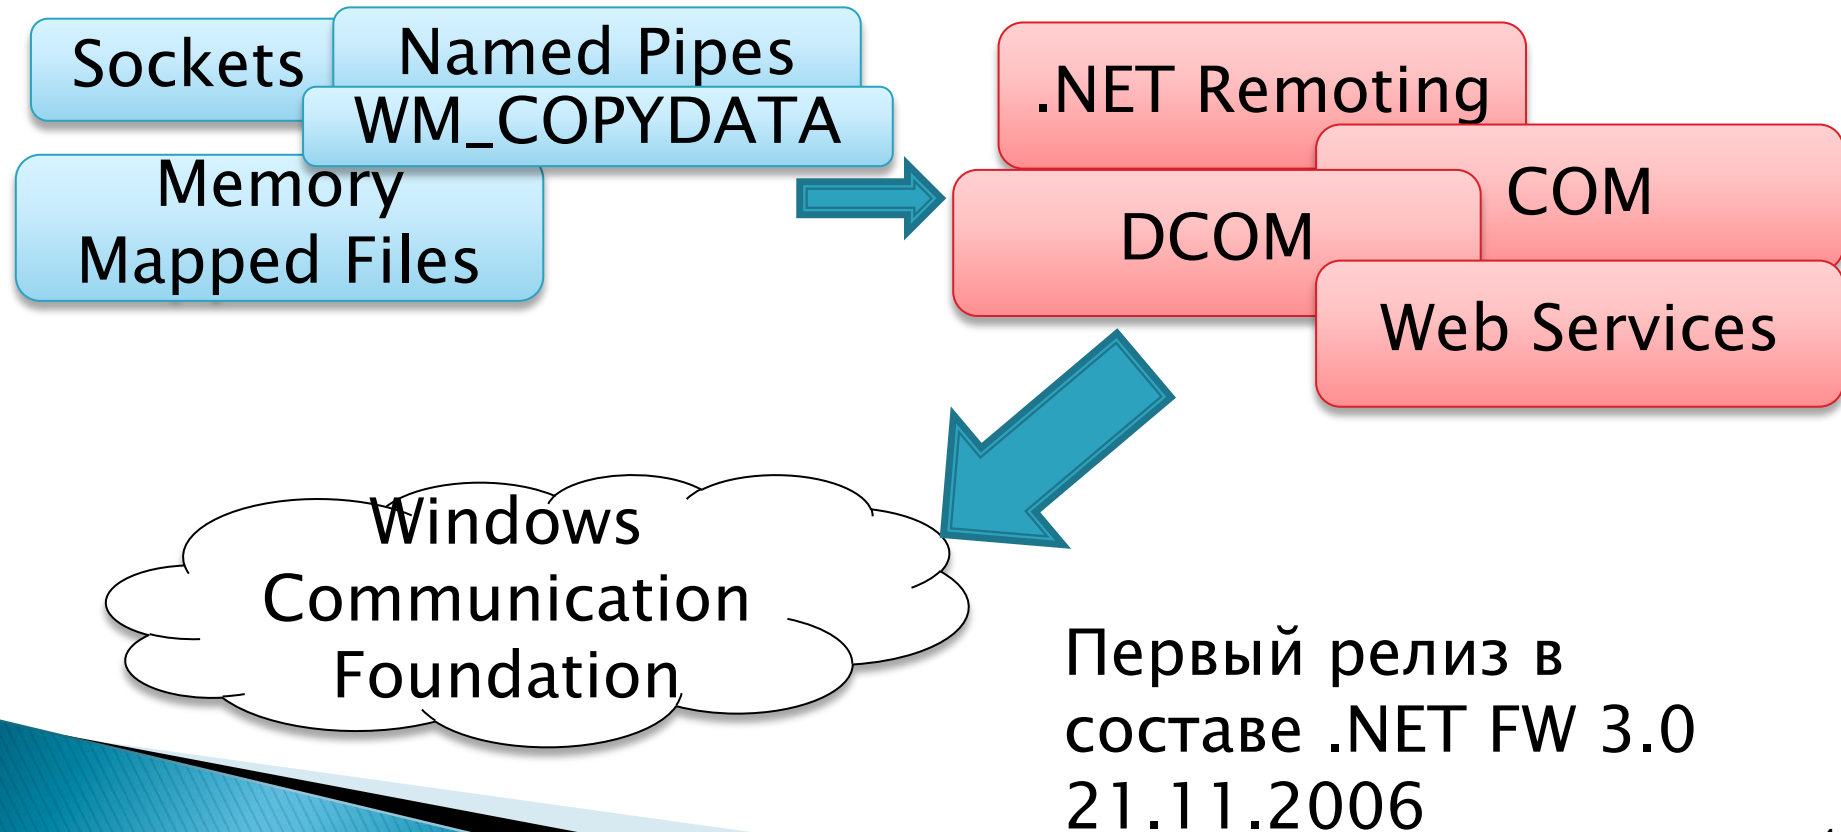 Sockets
Named Pipes
WM_COPYDATA
Memory
Mapped Files
.NET Remoting
COM
DCOM
Web Services
Windows
Communication
Foundation
Первый релиз в
составе .NET FW 3.0
21.11.2006